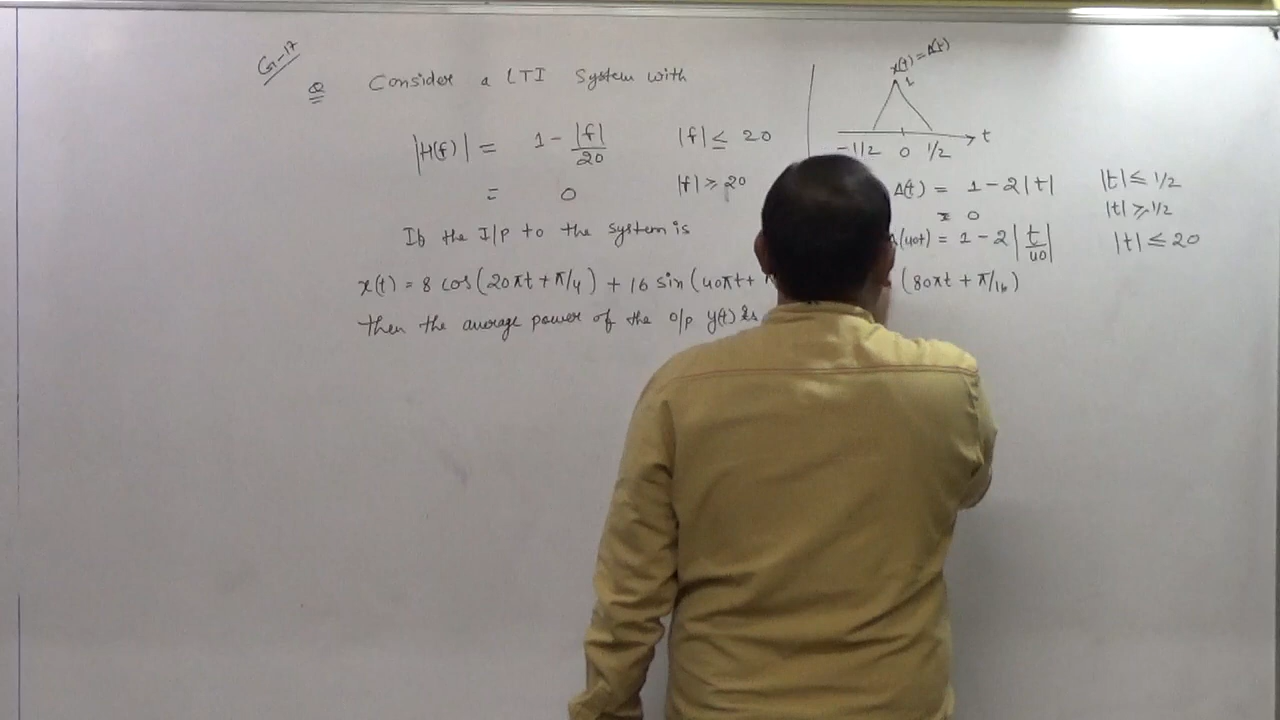 G-17
Q Consider a LTI System with
|H(f)| = 1 - |f|/20 |f| ≤ 20
= 0 |f| ≥ 20
If the I/P to the system is
x(t) = 8 cos(20πt + π/4) + 16 sin(40πt + (80πt + π/16)
then the average power of the o/p y(t) is
x(t) = Δ(t)
1
t
-1/2 0 1/2
Δ(t) = 1 - 2|t| |t| ≤ 1/2
= 0 |t| ≥ 1/2
(40t) = 1 - 2|t/40| |t| ≤ 20